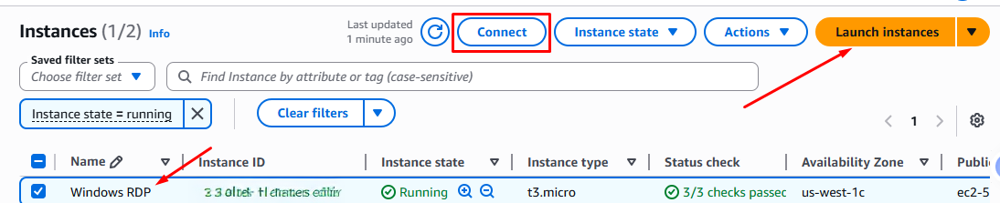 Instances (1/2) Info
Last updated
1 minute ago
Connect
Instance state
Actions
Launch instances
Saved filter sets
Choose filter set
Find Instance by attribute or tag (case-sensitive)
Instance state = running
Clear filters
1
Name Instance ID Instance state Instance type Status check Availability Zone Public
Windows RDP Running t3.micro 3/3 checks passed us-west-1c ec2-5